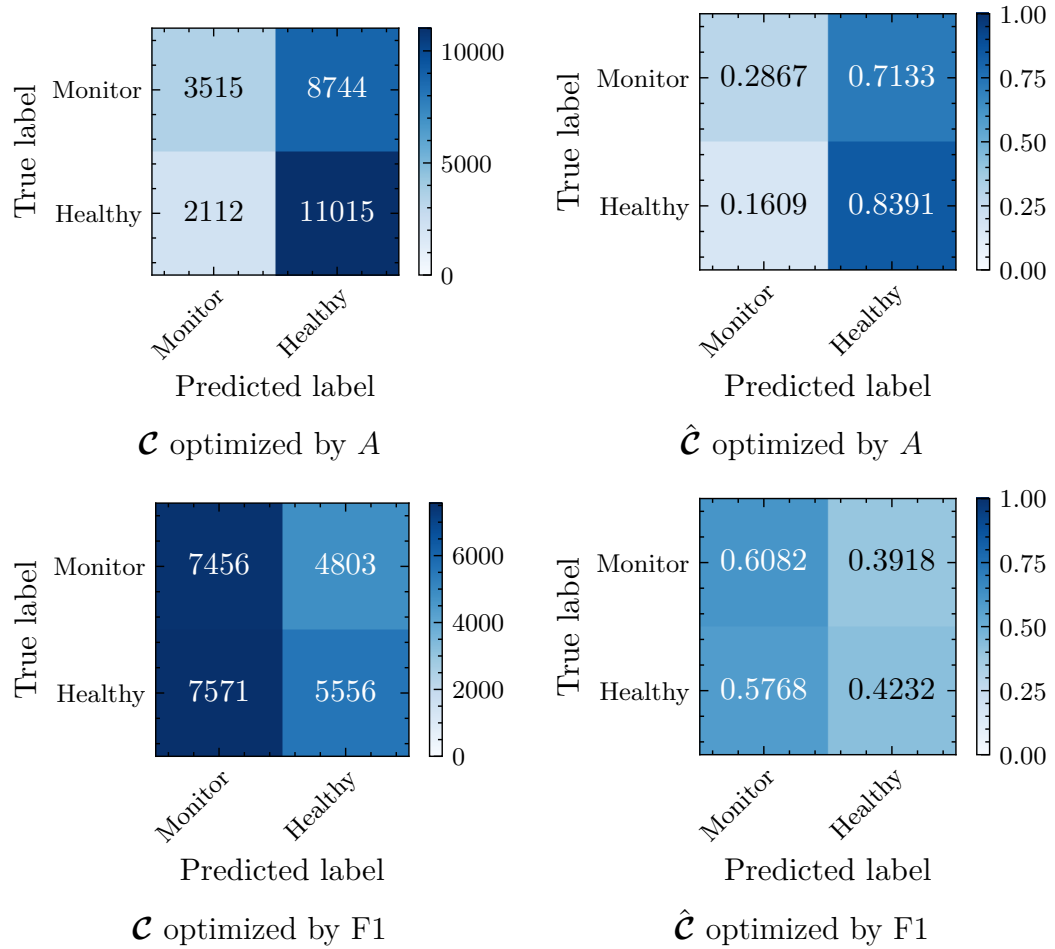 Monitor
Healthy
True label
3515 8744
2112 11015
10000
5000
0
Monitor Healthy
Predicted label
𝓒 optimized by A
Monitor
Healthy
True label
0.2867 0.7133
0.1609 0.8391
1.00
0.75
0.50
0.25
0.00
Monitor Healthy
Predicted label
𝓒̂ optimized by A
Monitor
Healthy
True label
7456 4803
7571 5556
6000
4000
2000
0
Monitor Healthy
Predicted label
𝓒 optimized by F1
Monitor
Healthy
True label
0.6082 0.3918
0.5768 0.4232
1.00
0.75
0.50
0.25
0.00
Monitor Healthy
Predicted label
𝓒̂ optimized by F1